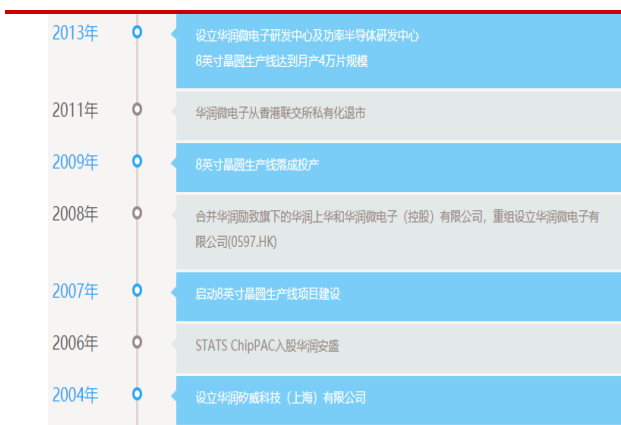 2013年
设立华润微电子研发中心及功率半导体研发中心
8英寸晶圆生产线达到月产4万片规模
2011年
华润微电子从香港联交所私有化退市
2009年
8英寸晶圆生产线落成投产
2008年
合并华润励致旗下的华润上华和华润微电子（控股）有限公司，重组设立华润微电子有
限公司(0597.HK)
2007年
启动8英寸晶圆生产线项目建设
2006年
STATS ChipPAC入股华润安盛
2004年
设立华润矽威科技（上海）有限公司